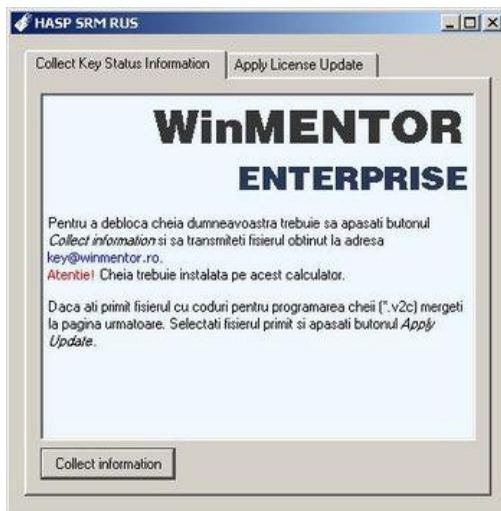 HASP SRM RUS
Collect Key Status Information
Apply License Update
WinMENTOR
ENTERPRISE
Pentru a debloca cheia dumneavoastra trebuie sa apasati butonul
Collect information si sa transmiteti fisierul obtinut la adresa
key@winmentor.ro.
Atentie! Cheia trebuie instalata pe acest calculator.
Daca ati primit fisierul cu coduri pentru programarea cheii (*.v2c) mergeti
la pagina urmatoare. Selectati fisierul primit si apasati butonul Apply
Update.
Collect information